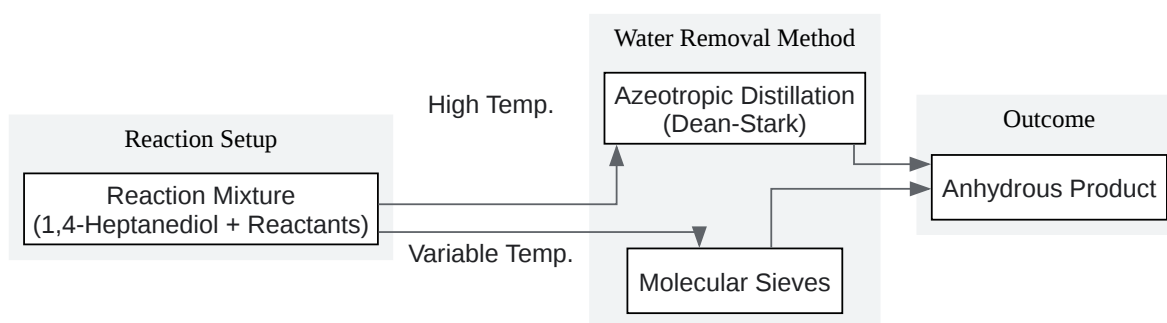 Water Removal Method
High Temp.
Azeotropic Distillation
(Dean-Stark)
Outcome
Reaction Setup
Anhydrous Product
Reaction Mixture
(1,4-Heptanediol + Reactants)
Variable Temp.
Molecular Sieves